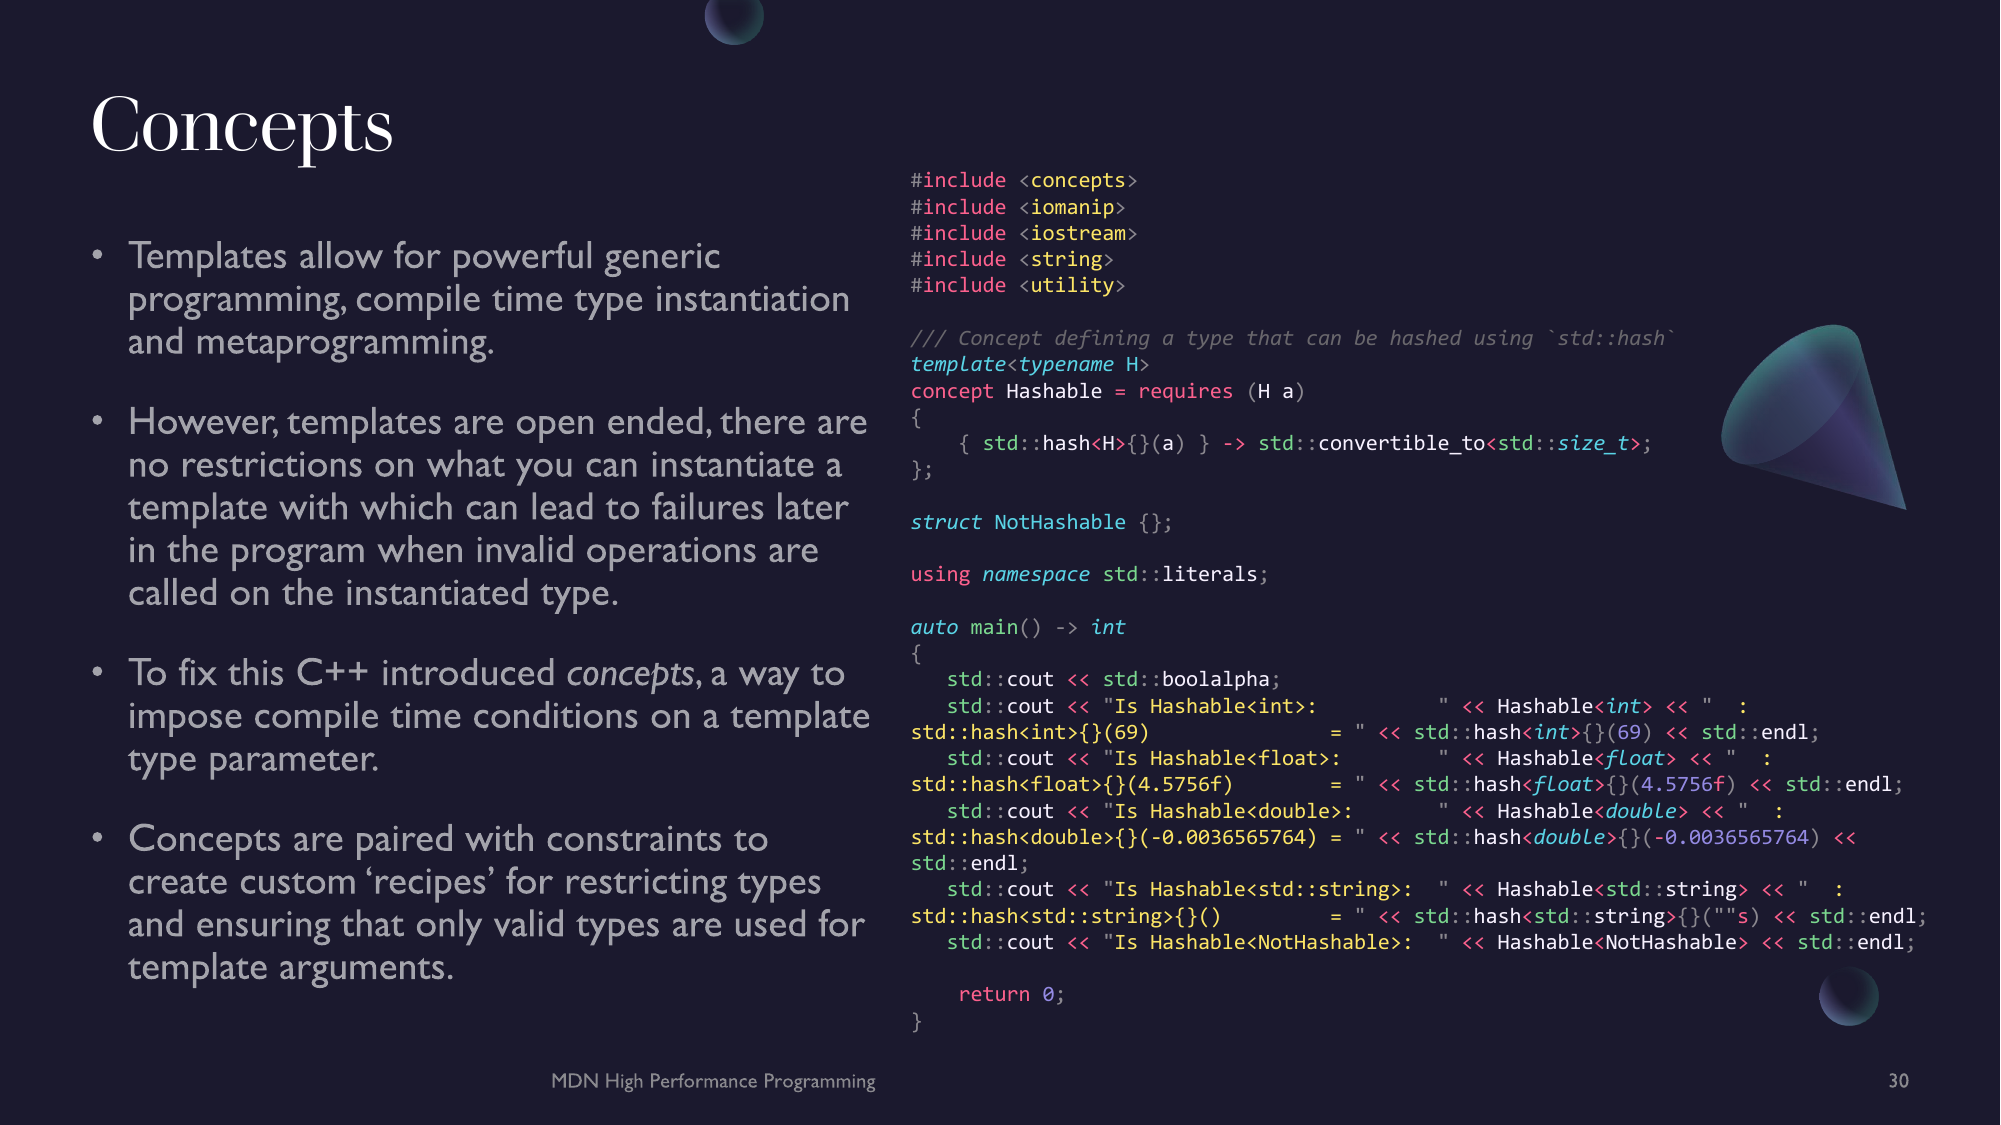 Concepts
• Templates allow for powerful generic
programming, compile time type instantiation
and metaprogramming.
• However, templates are open ended, there are
no restrictions on what you can instantiate a
template with which can lead to failures later
in the program when invalid operations are
called on the instantiated type.
• To fix this C++ introduced concepts, a way to
impose compile time conditions on a template
type parameter.
• Concepts are paired with constraints to
create custom ‘recipes’ for restricting types
and ensuring that only valid types are used for
template arguments.
#include <concepts>
#include <iomanip>
#include <iostream>
#include <string>
#include <utility>
/// Concept defining a type that can be hashed using `std::hash`
template<typename H>
concept Hashable = requires (H a)
{
    { std::hash<H>{}(a) } -> std::convertible_to<std::size_t>;
};
struct NotHashable {};
using namespace std::literals;
auto main() -> int
{
   std::cout << std::boolalpha;
   std::cout << "Is Hashable<int>:          " << Hashable<int> << "  :
std::hash<int>{}(69)               = " << std::hash<int>{}(69) << std::endl;
   std::cout << "Is Hashable<float>:        " << Hashable<float> << "  :
std::hash<float>{}(4.5756f)        = " << std::hash<float>{}(4.5756f) << std::endl;
   std::cout << "Is Hashable<double>:       " << Hashable<double> << "  :
std::hash<double>{}(-0.0036565764) = " << std::hash<double>{}(-0.0036565764) <<
std::endl;
   std::cout << "Is Hashable<std::string>:  " << Hashable<std::string> << "  :
std::hash<std::string>{}()         = " << std::hash<std::string>{}(""s) << std::endl;
   std::cout << "Is Hashable<NotHashable>:  " << Hashable<NotHashable> << std::endl;
    return 0;
}
MDN High Performance Programming
30